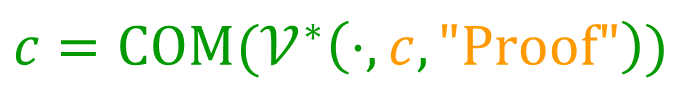 c = COM(𝒱*(·, c, "Proof"))